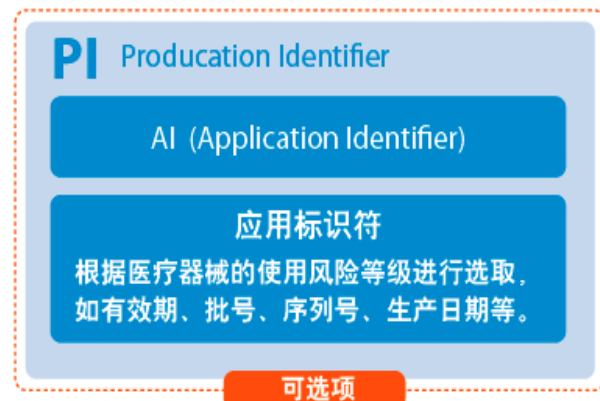 PI Producation Identifier
AI (Application Identifier)
应用标识符
根据医疗器械的使用风险等级进行选取，
如有效期、批号、序列号、生产日期等。
可选项